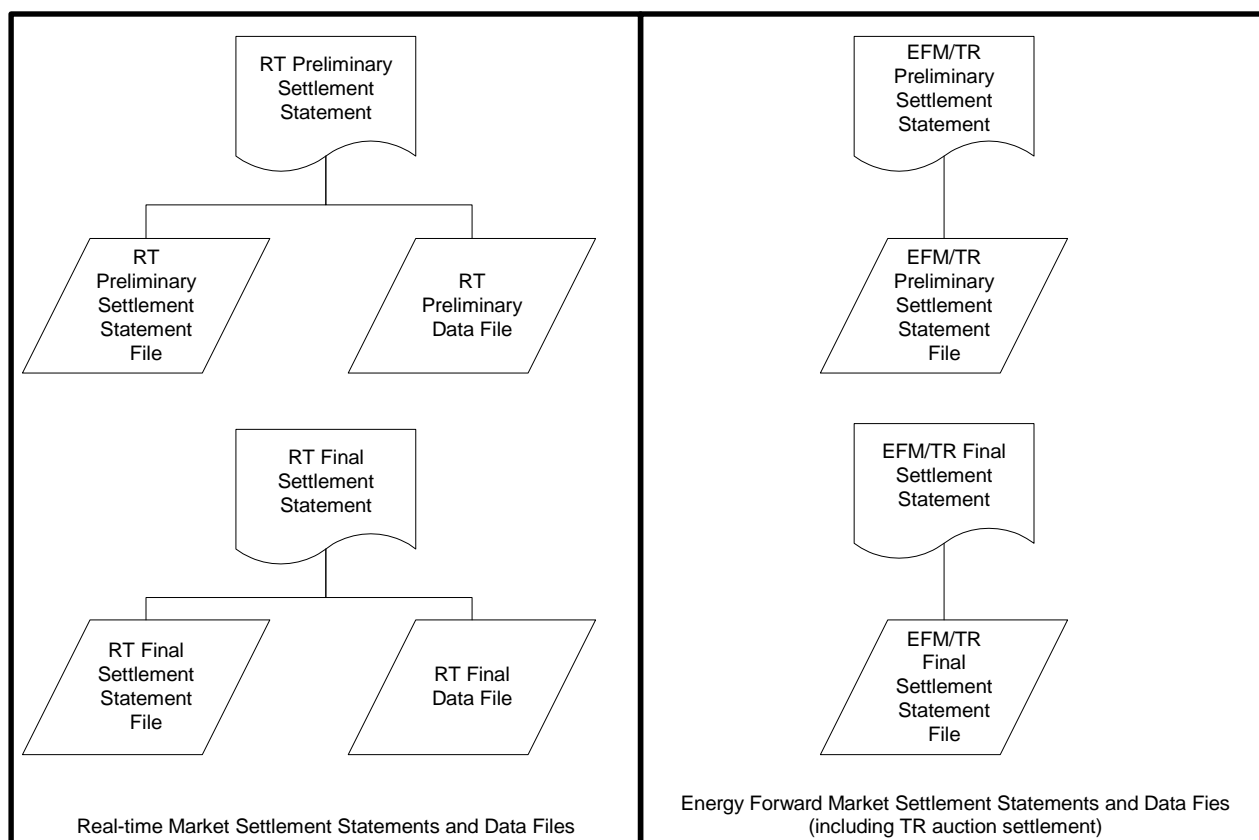 RT Preliminary
Settlement
Statement
RT
Preliminary
Settlement
Statement
File
RT
Preliminary
Data File
RT Final
Settlement
Statement
RT Final
Settlement
Statement
File
RT Final
Data File
Real-time Market Settlement Statements and Data Files
EFM/TR
Preliminary
Settlement
Statement
EFM/TR
Preliminary
Settlement
Statement
File
EFM/TR Final
Settlement
Statement
EFM/TR
Final
Settlement
Statement
File
Energy Forward Market Settlement Statements and Data Fies
(including TR auction settlement)